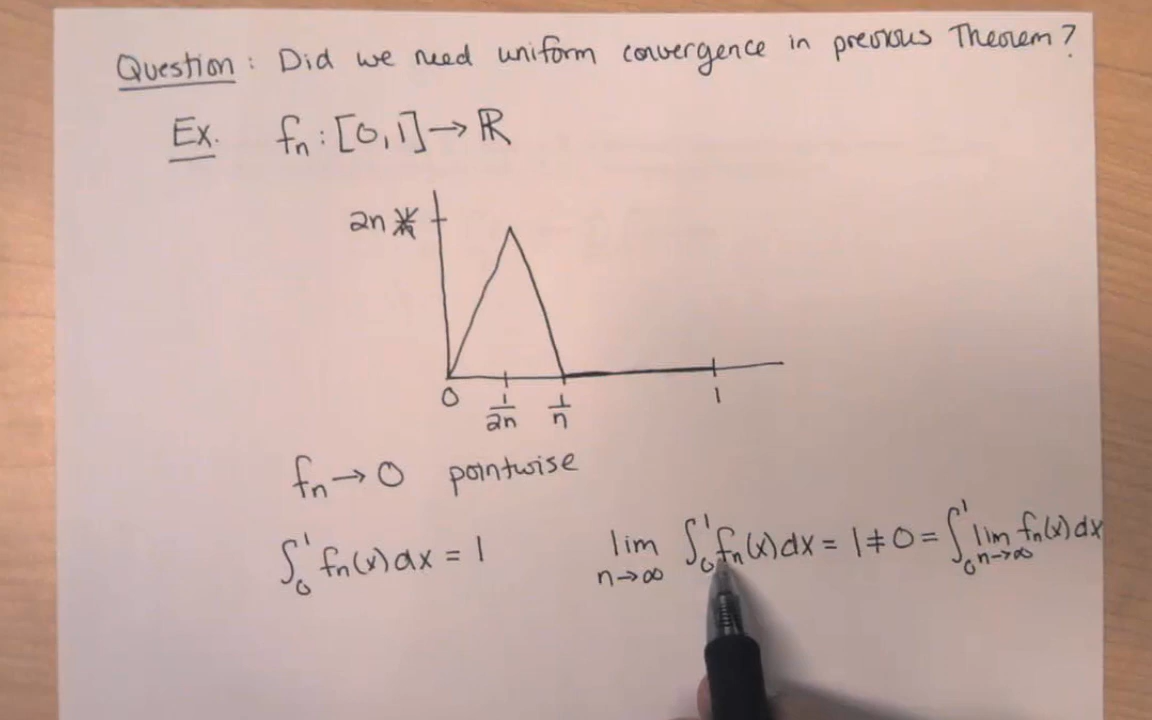 Question: Did we need uniform convergence in previous Theorem?
Ex. fₙ: [0,1]→ℝ
2n
0 1/2n 1/n 1
fₙ→0 pointwise
∫₀¹ fₙ(x)dx = 1 lim n→∞ ∫₀¹ fₙ(x)dx = 1 ≠ 0 = ∫₀¹ lim n→∞ fₙ(x)dx